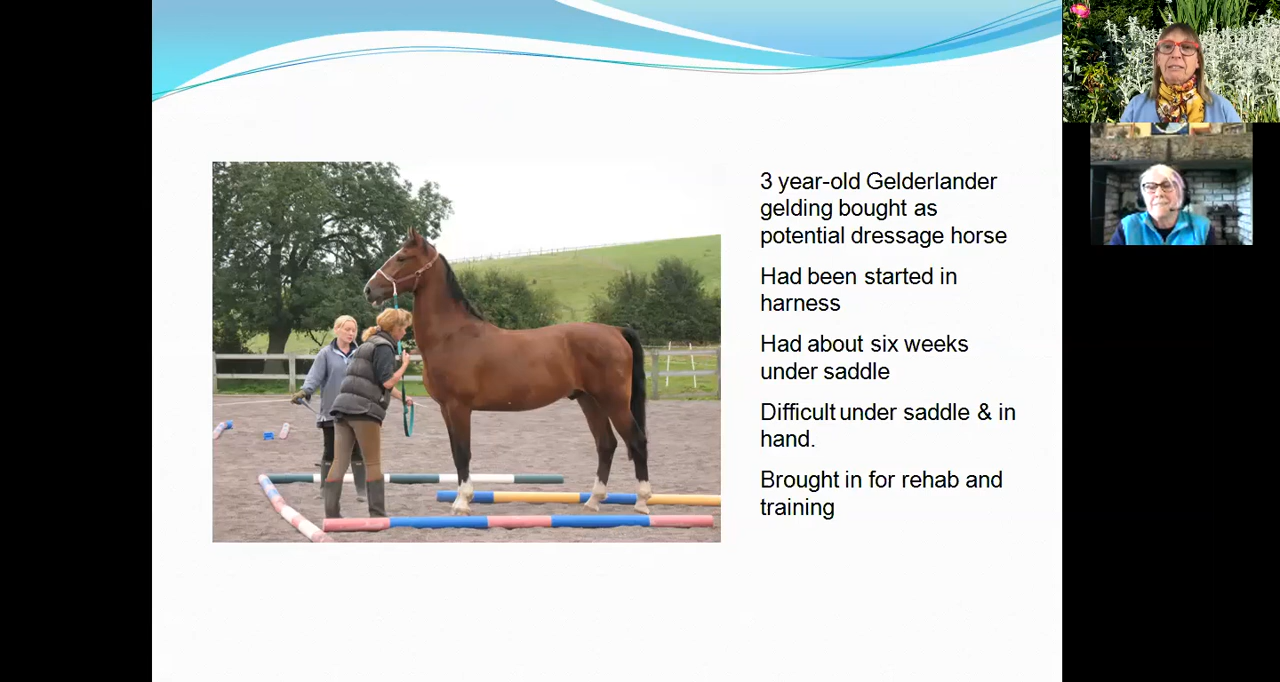 3 year-old Gelderlander
gelding bought as
potential dressage horse
Had been started in
harness
Had about six weeks
under saddle
Difficult under saddle & in
hand.
Brought in for rehab and
training